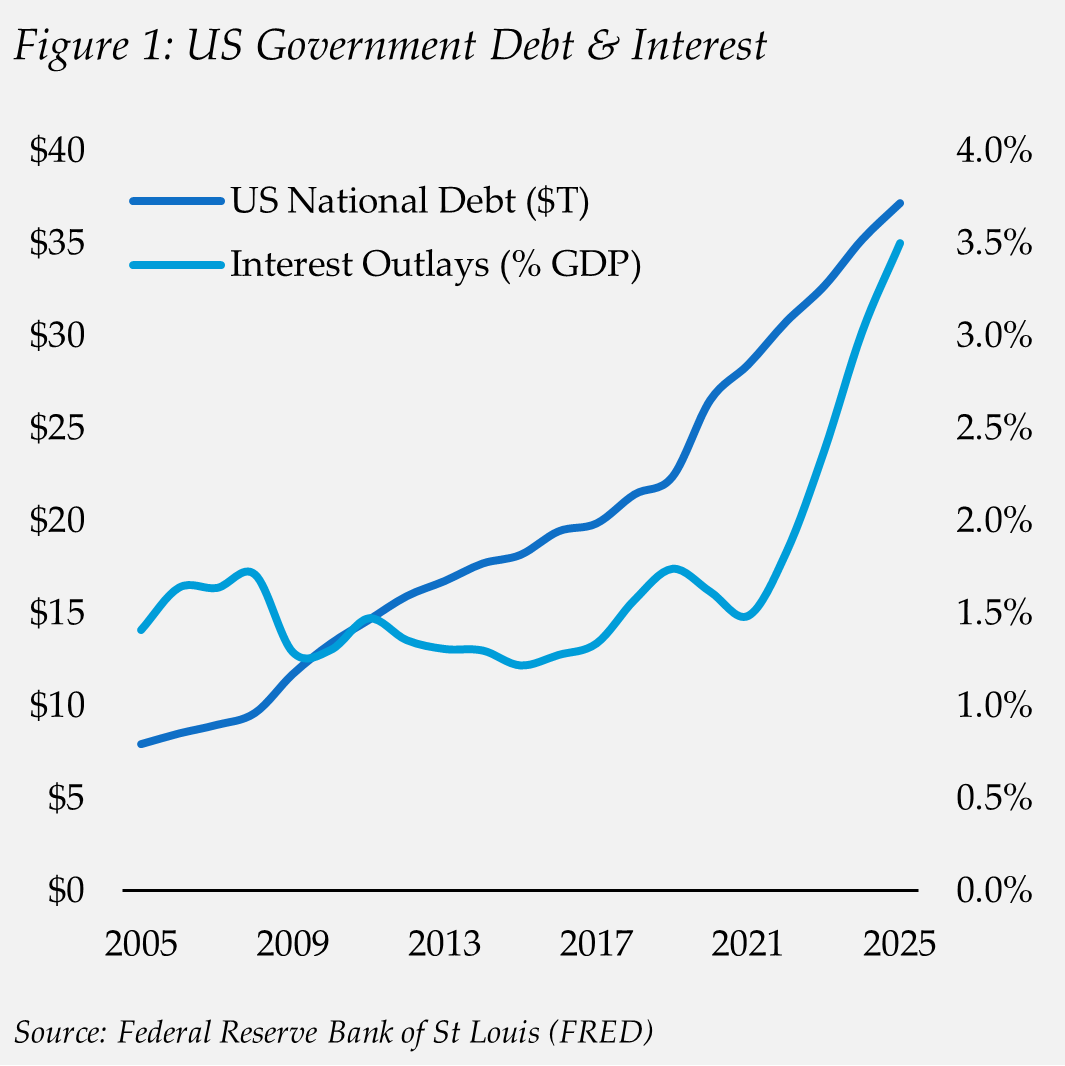 Figure 1: US Government Debt & Interest
$40 4.0%
US National Debt ($T)
$35 3.5%
Interest Outlays (% GDP)
$30 3.0%
$25 2.5%
$20 2.0%
$15 1.5%
$10 1.0%
$5 0.5%
$0 0.0%
2005 2009 2013 2017 2021 2025
Source: Federal Reserve Bank of St Louis (FRED)